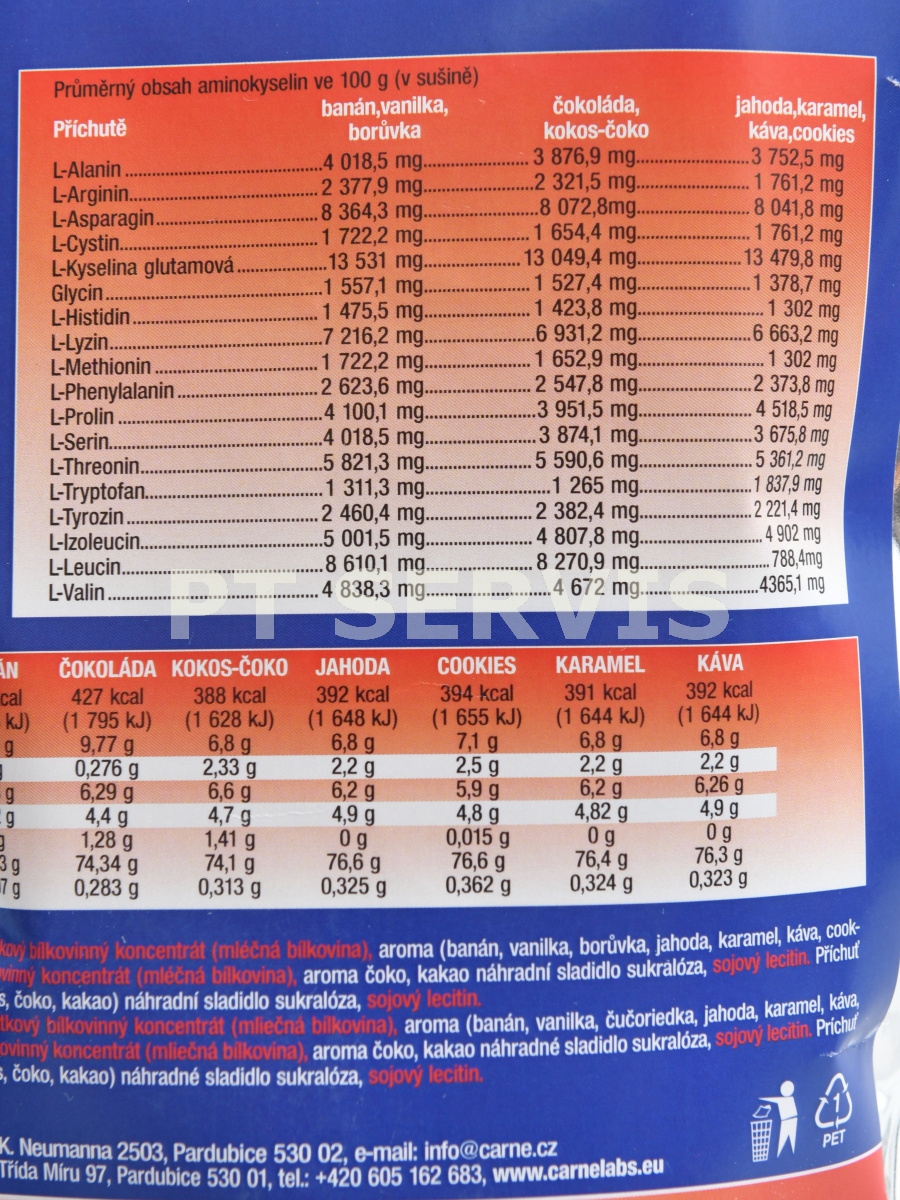 Průměrný obsah aminokyselin ve 100 g (v sušině)
Příchutě banán,vanilka, borůvka čokoláda, kokos-čoko jahoda,karamel, káva,cookies
L-Alanin 4 018,5 mg 3 876,9 mg 3 752,5 mg
L-Arginin 2 377,9 mg 2 321,5 mg 1 761,2 mg
L-Asparagin 8 364,3 mg 8 072,8mg 8 041,8 mg
L-Cystin 1 722,2 mg 1 654,4 mg 1 761,2 mg
L-Kyselina glutamová 13 531 mg 13 049,4 mg 13 479,8 mg
Glycin 1 557,1 mg 1 527,4 mg 1 378,7 mg
L-Histidin 1 475,5 mg 1 423,8 mg 1 302 mg
L-Lyzin 7 216,2 mg 6 931,2 mg 6 663,2 mg
L-Methionin 1 722,2 mg 1 652,9 mg 1 302 mg
L-Phenylalanin 2 623,6 mg 2 547,8 mg 2 373,8 mg
L-Prolin 4 100,1 mg 3 951,5 mg 4 518,5 mg
L-Serin 4 018,5 mg 3 874,1 mg 3 675,8 mg
L-Threonin 5 821,3 mg 5 590,6 mg 5 361,2 mg
L-Tryptofan 1 311,3 mg 1 265 mg 1 837,9 mg
L-Tyrozin 2 460,4 mg 2 382,4 mg 2 221,4 mg
L-Izoleucin 5 001,5 mg 4 807,8 mg 4 902 mg
L-Leucin 8 610,1 mg 8 270,9 mg 788,4mg
L-Valin 4 838,3 mg 4 672 mg 4365,1 mg
PT SERVIS
ČOKOLÁDA KOKOS-ČOKO JAHODA COOKIES KARAMEL KÁVA
427 kcal 388 kcal 392 kcal 394 kcal 391 kcal 392 kcal
kJ) (1 795 kJ) (1 628 kJ) (1 648 kJ) (1 655 kJ) (1 644 kJ) (1 644 kJ)
g 9,77 g 6,8 g 6,8 g 7,1 g 6,8 g 6,8 g
0,276 g 2,33 g 2,2 g 2,5 g 2,2 g 2,2 g
g 6,29 g 6,6 g 6,2 g 5,9 g 6,2 g 6,26 g
g 4,4 g 4,7 g 4,9 g 4,8 g 4,82 g 4,9 g
1,28 g 1,41 g 0 g 0,015 g 0 g 0 g
3 g 74,34 g 74,1 g 76,6 g 76,6 g 76,4 g 76,3 g
7 g 0,283 g 0,313 g 0,325 g 0,362 g 0,324 g 0,323 g
bílkovinný koncentrát (mléčná bílkovina), aroma (banán, vanilka, borůvka, jahoda, karamel, káva, cook-
koncentrát (mléčná bílkovina), aroma čoko, kakao náhradní sladidlo sukralóza, sojový lecitin. Příchuť
s, čoko, kakao) náhradní sladidlo sukralóza, sojový lecitin.
bílkovinný koncentrát (mliečná bílkovina), aroma (banán, vanilka, čučoriedka, jahoda, karamel, káva,
koncentrát (mliečná bílkovina), aroma čoko, kakao náhradné sladidlo sukralóza, sojový lecitin. Príchuť
s, čoko, kakao) náhradné sladidlo sukralóza, sojový lecitin.
K. Neumanna 2503, Pardubice 530 02, e-mail: info@carne.cz
Třída Míru 97, Pardubice 530 01, tel.: +420 605 162 683, www.carnelabs.eu
1
PET